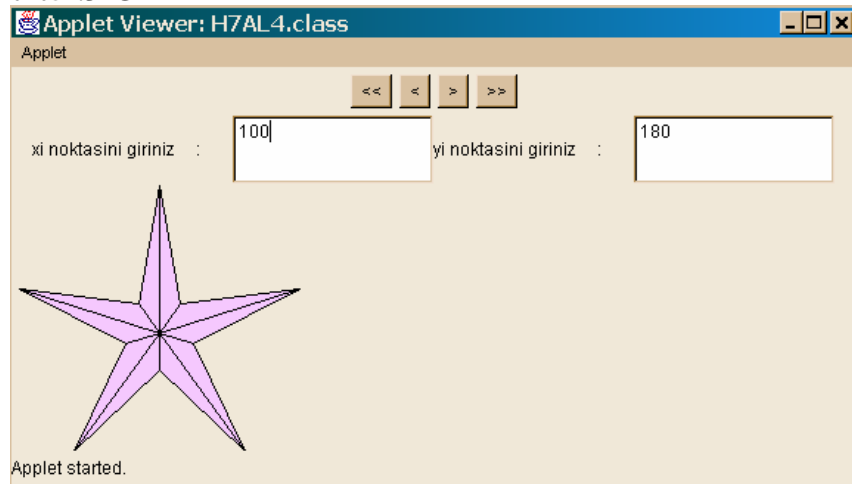 Applet Viewer: H7AL4.class
Applet
<< < > >>
xi noktasini giriniz : 100 yi noktasini giriniz : 180
Applet started.